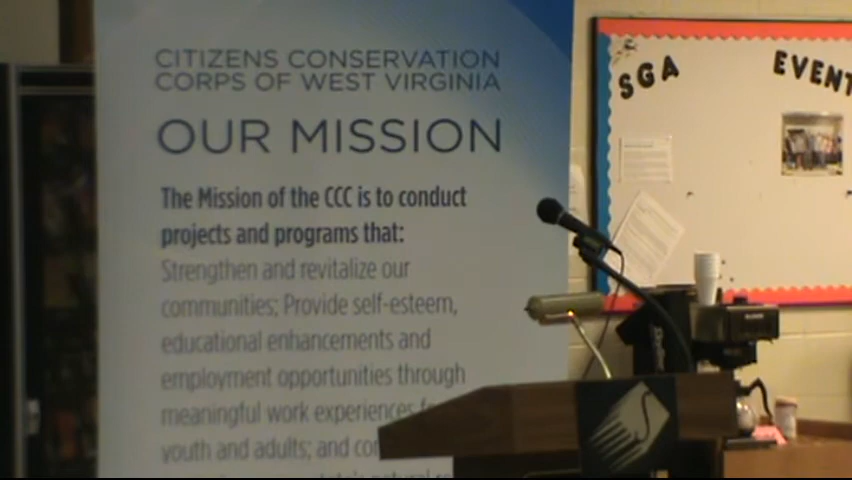 CITIZENS CONSERVATION
CORPS OF WEST VIRGINIA
OUR MISSION
The Mission of the CCC is to conduct
projects and programs that:
Strengthen and revitalize our
communities; Provide self-esteem,
educational enhancements and
employment opportunities through
meaningful work experiences
youth and adults; and
natural
SGA
EVENT